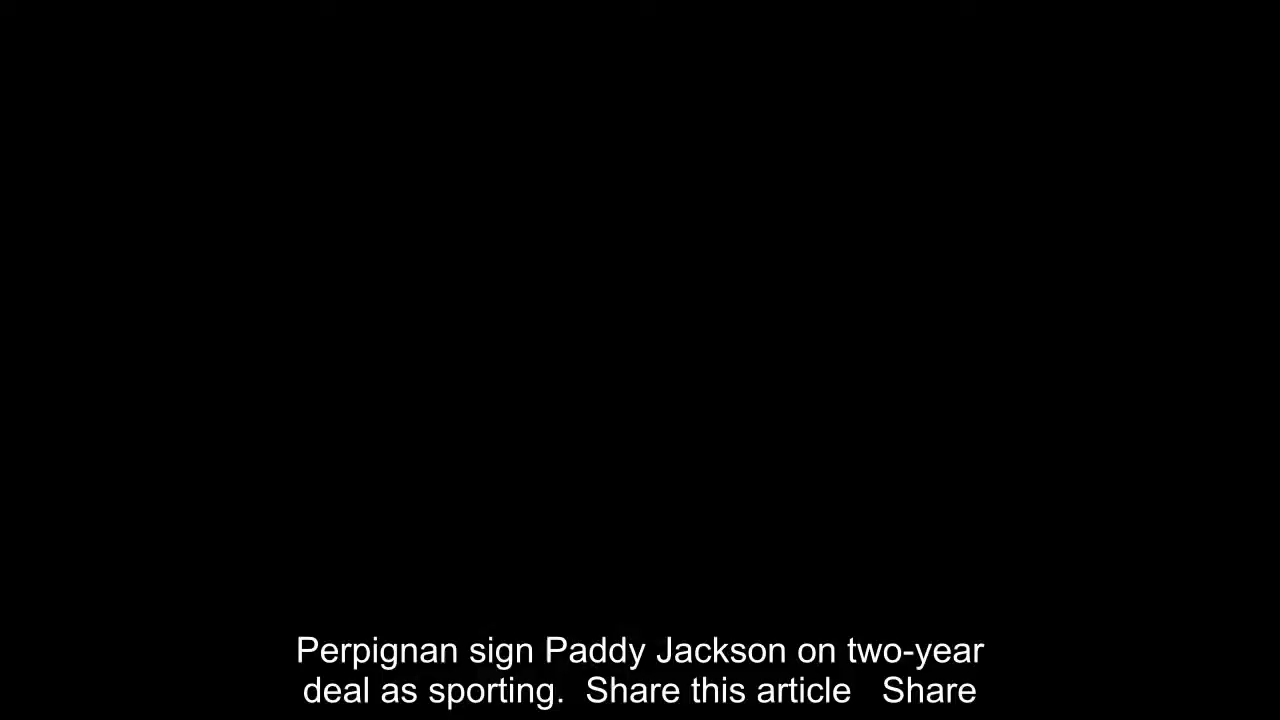 Perpignan sign Paddy Jackson on two-year
deal as sporting.  Share this article   Share